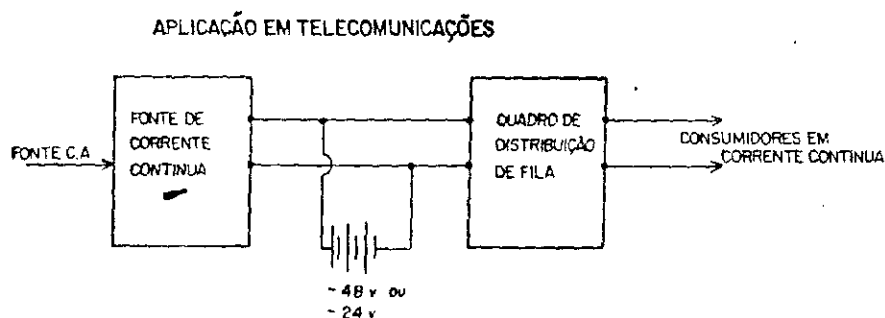 APLICAÇÃO EM TELECOMUNICAÇÕES
FONTE C.A
FONTE DE
CORRENTE
CONTINUA
QUADRO DE
DISTRIBUIÇÃO
DE FILA
CONSUMIDORES EM
CORRENTE CONTINUA
- 48 v ou
- 24 v